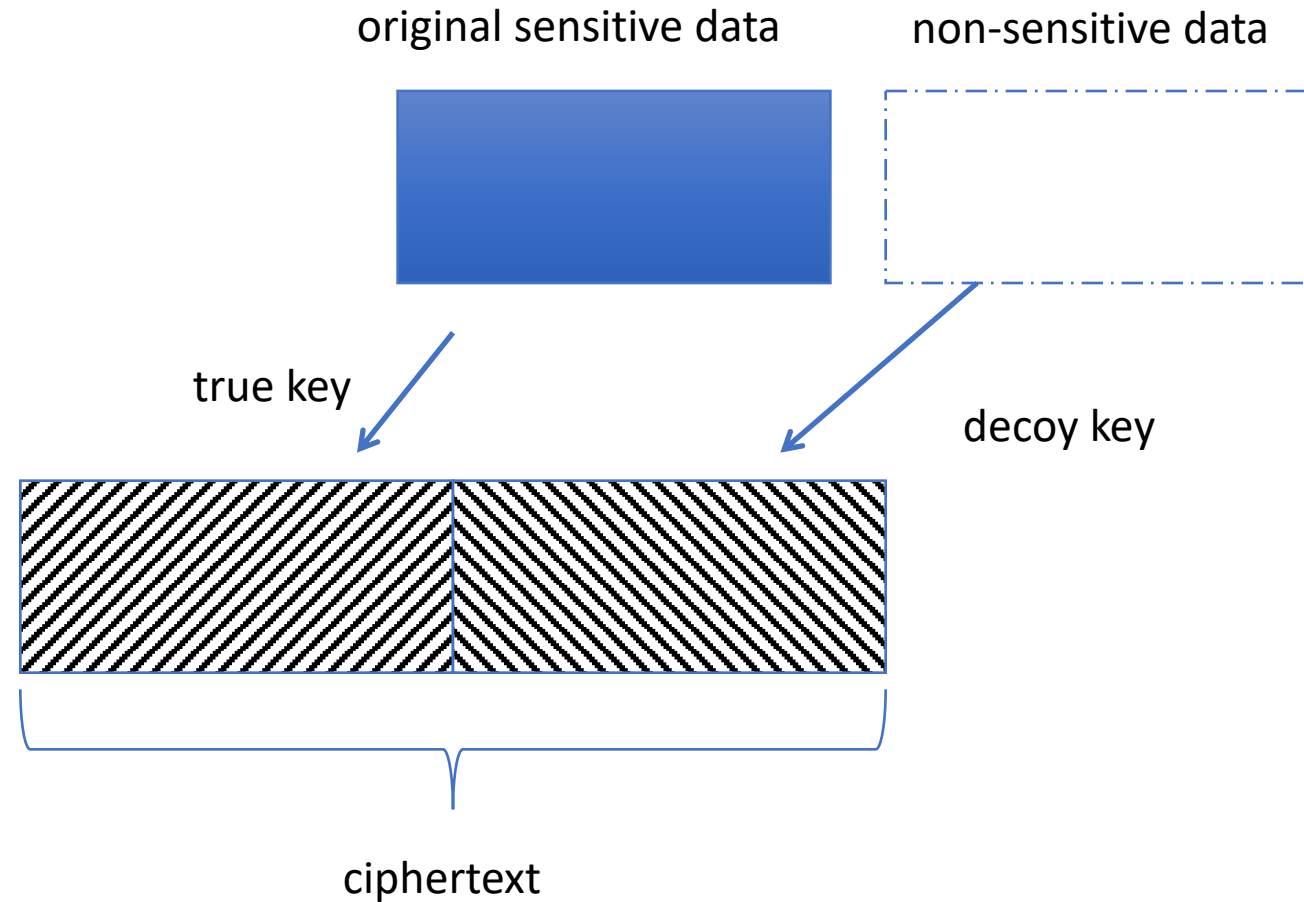 original sensitive data
non-sensitive data
true key
decoy key
ciphertext